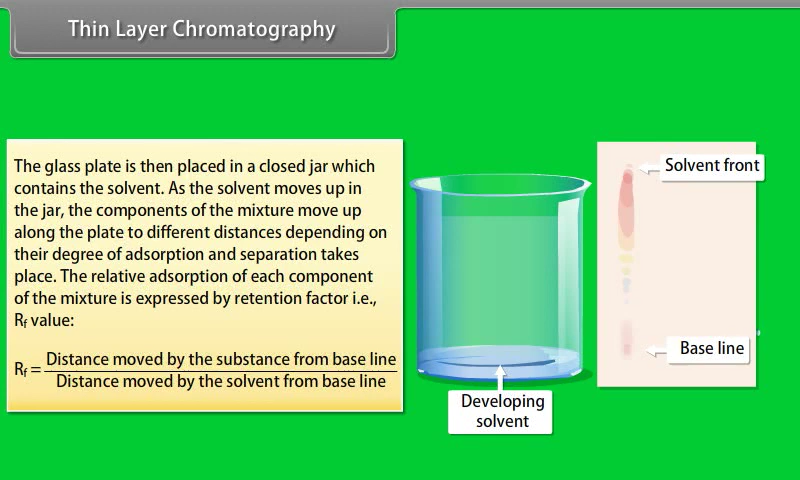 Thin Layer Chromatography
The glass plate is then placed in a closed jar which
contains the solvent. As the solvent moves up in
the jar, the components of the mixture move up
along the plate to different distances depending on
their degree of adsorption and separation takes
place. The relative adsorption of each component
of the mixture is expressed by retention factor i.e.,
Rf value:
Rf = Distance moved by the substance from base line
Distance moved by the solvent from base line
Developing
solvent
Solvent front
Base line